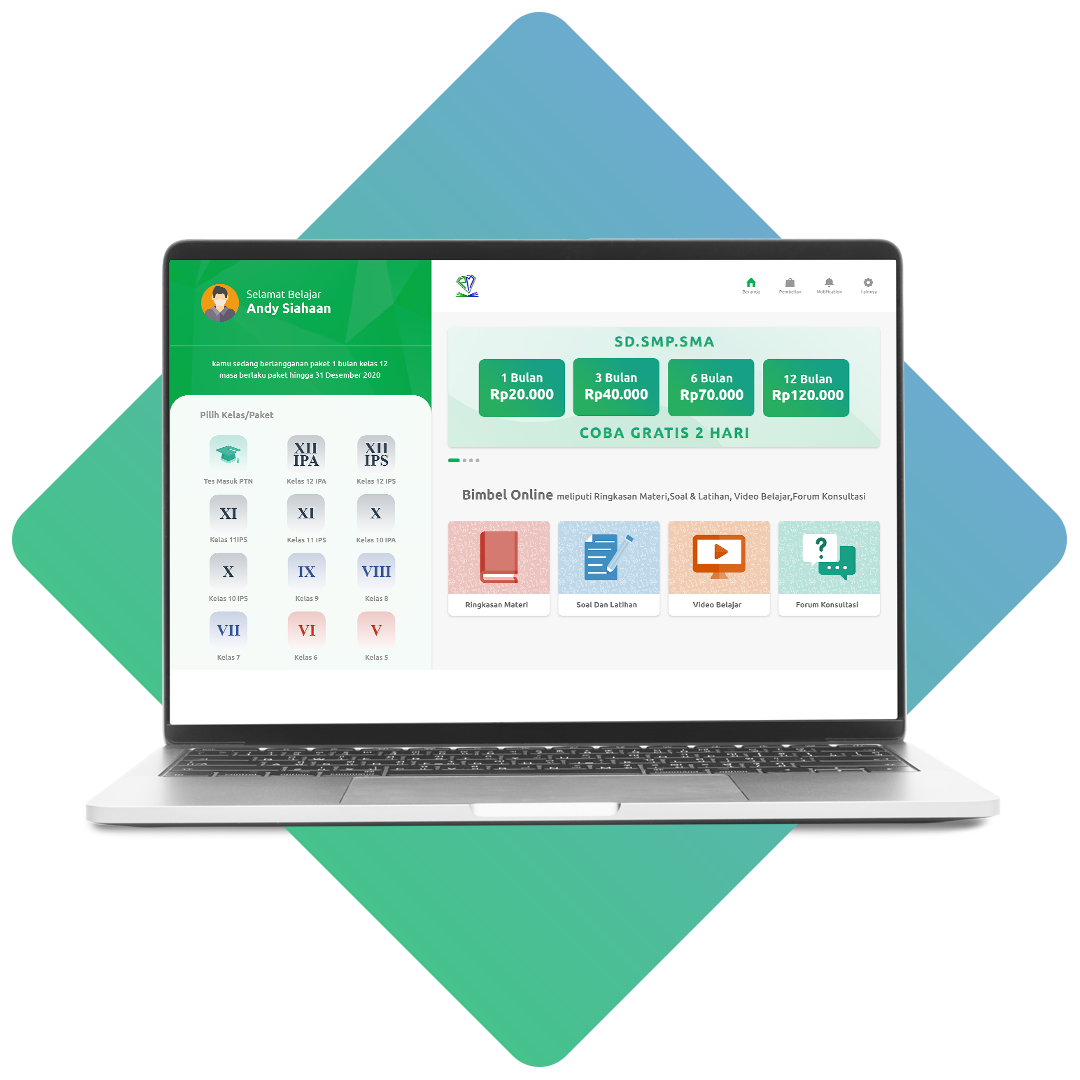 Selamat Belajar
Andy Siahaan
kamu sedang berlangganan paket 1 bulan kelas 12
masa berlaku paket hingga 31 Desember 2020
Pilih Kelas/Paket
XII IPA
XII IPS
Tes Masuk PTN
Kelas 12 IPA
Kelas 12 IPS
XI
XI
X
Kelas 11IPS
Kelas 11 IPS
Kelas 10 IPA
X
IX
VIII
Kelas 10 IPS
Kelas 9
Kelas 8
VII
VI
V
Kelas 7
Kelas 6
Kelas 5
Beranda
Pembelian
Notification
Lainnya
SD.SMP.SMA
1 Bulan
Rp20.000
3 Bulan
Rp40.000
6 Bulan
Rp70.000
12 Bulan
Rp120.000
COBA GRATIS 2 HARI
Bimbel Online meliputi Ringkasan Materi,Soal & Latihan, Video Belajar,Forum Konsultasi
?
Ringkasan Materi
Soal Dan Latihan
Video Belajar
Forum Konsultasi